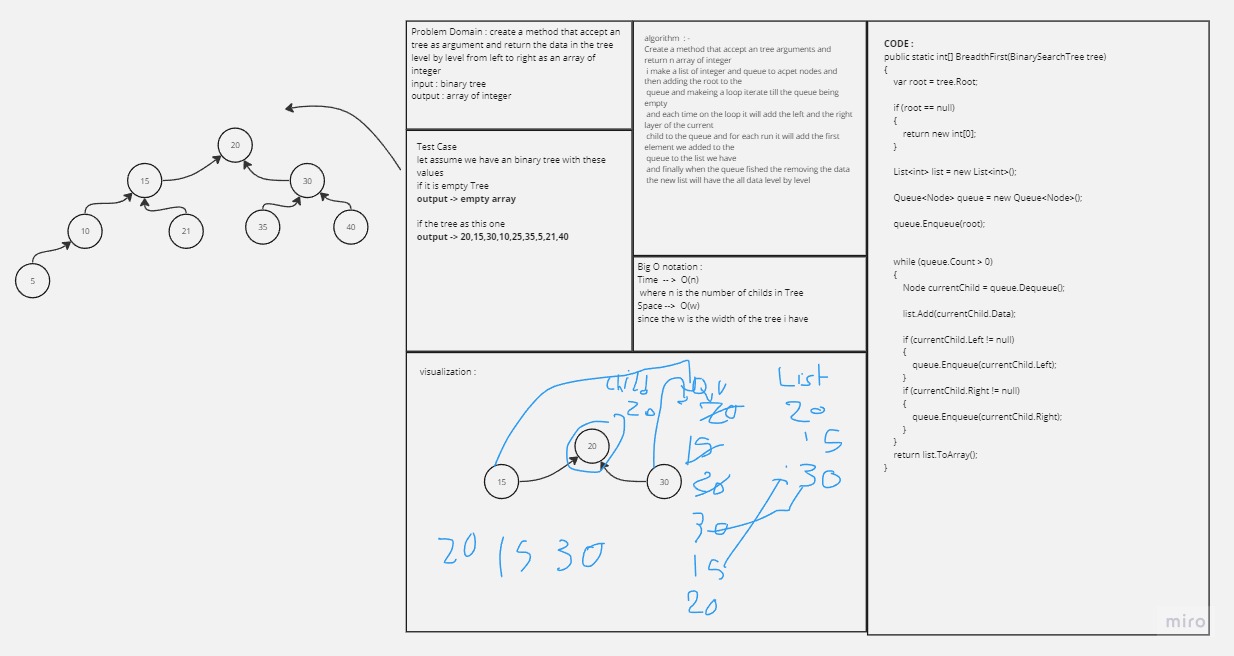 Problem Domain : create a method that accept an
tree as argument and return the data in the tree
level by level from left to right as an array of
integer
input : binary tree
output : array of integer
Test Case
let assume we have an binary tree with these
values
if it is empty Tree
output -> empty array
if the tree as this one
output -> 20,15,30,10,25,35,5,21,40
algorithm : -
Create a method that accept an tree arguments and
return n array of integer
i make a list of integer and queue to acpet nodes and
then adding the root to the
queue and makeing a loop iterate till the queue being
empty
and each time on the loop it will add the left and the right
layer of the current
child to the queue and for each run it will add the first
element we added to the
queue to the list we have
and finally when the queue fished the removing the data
the new list will have the all data level by level
Big O notation :
Time --> O(n)
where n is the number of childs in Tree
Space --> O(w)
since the w is the width of the tree i have
CODE :
public static int[] BreadthFirst(BinarySearchTree tree)
{
var root = tree.Root;
if (root == null)
{
return new int[0];
}
List<int> list = new List<int>();
Queue<Node> queue = new Queue<Node>();
queue.Enqueue(root);
while (queue.Count > 0)
{
Node currentChild = queue.Dequeue();
list.Add(currentChild.Data);
if (currentChild.Left != null)
{
queue.Enqueue(currentChild.Left);
}
if (currentChild.Right != null)
{
queue.Enqueue(currentChild.Right);
}
}
return list.ToArray();
}
20
15
30
10
21
35
40
5
visualization :
child
List
20
20
20
15
15
30
20
15
30
30
15
20
20 15 30
miro